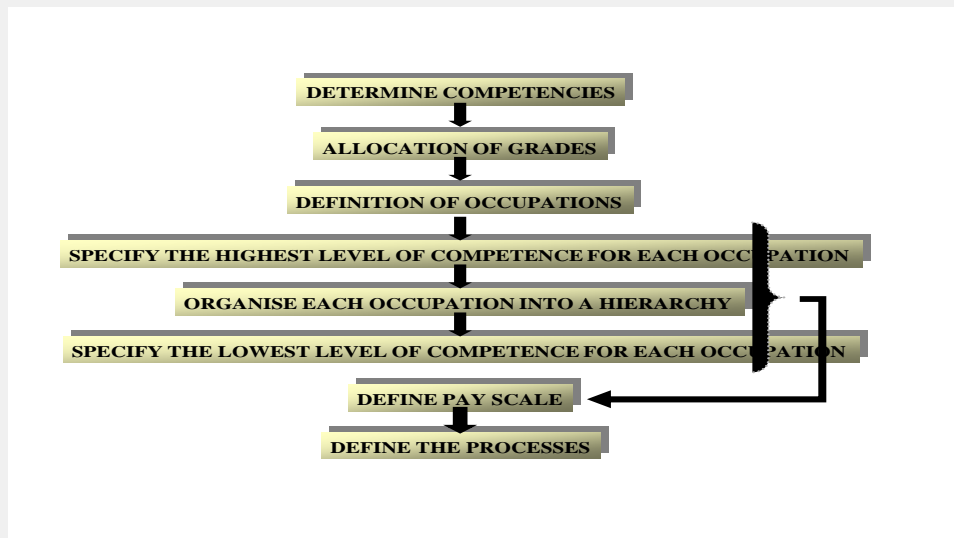 DETERMINE COMPETENCIES
ALLOCATION OF GRADES
DEFINITION OF OCCUPATIONS
SPECIFY THE HIGHEST LEVEL OF COMPETENCE FOR EACH OCCUPATION
ORGANISE EACH OCCUPATION INTO A HIERARCHY
SPECIFY THE LOWEST LEVEL OF COMPETENCE FOR EACH OCCUPATION
DEFINE PAY SCALE
DEFINE THE PROCESSES